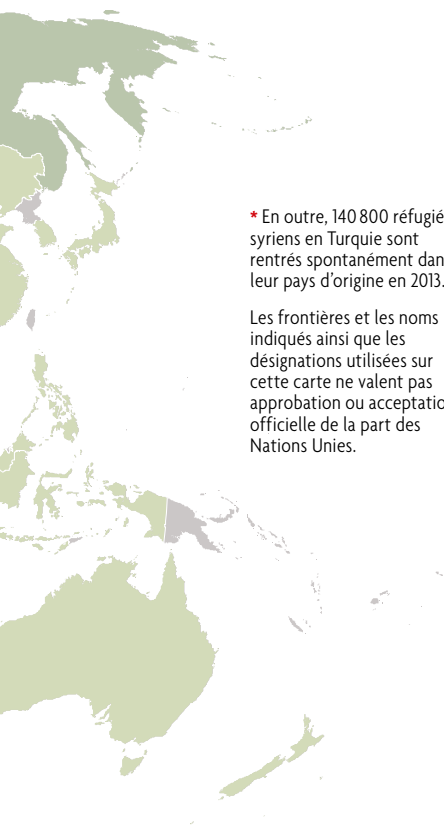 * En outre, 140 800 réfugié
syriens en Turquie sont
rentrés spontanément dan
leur pays d’origine en 2013.
Les frontières et les noms
indiqués ainsi que les
désignations utilisées sur
cette carte ne valent pas
approbation ou acceptatio
officielle de la part des
Nations Unies.